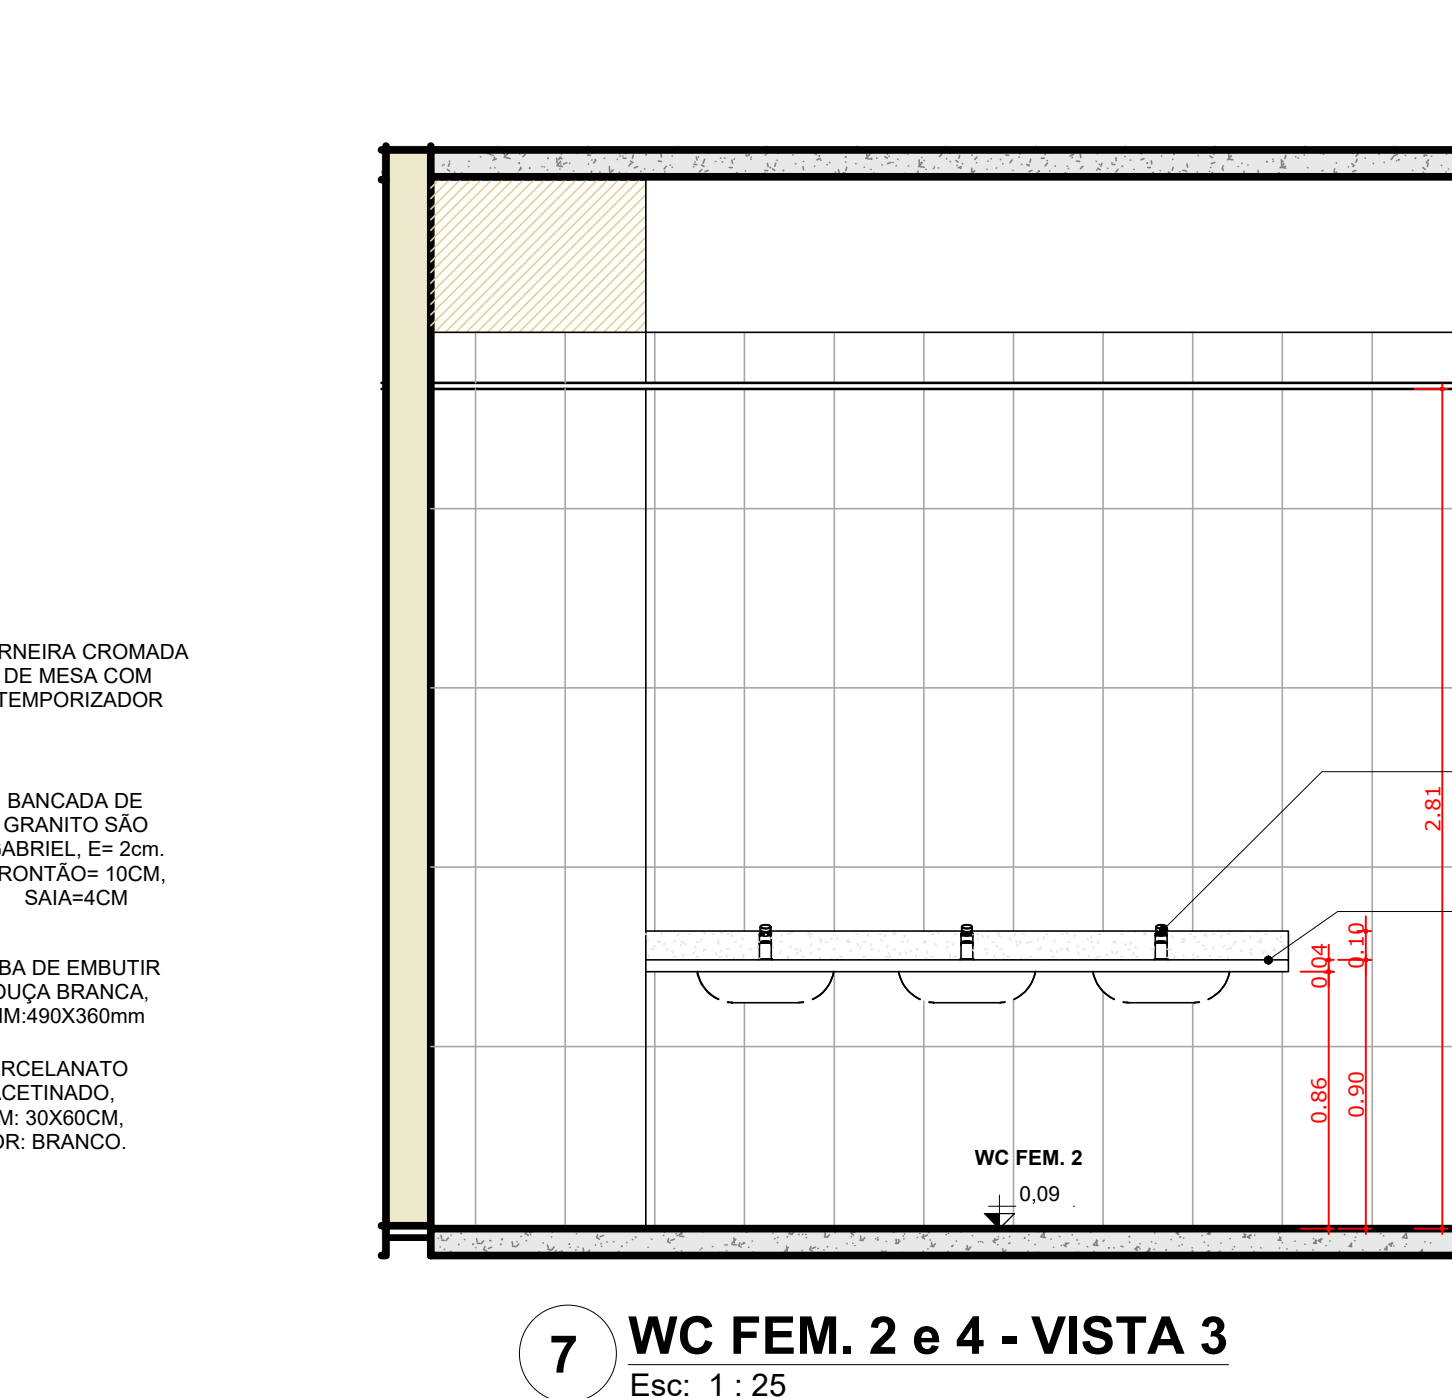 RNEIRA CROMADA
DE MESA COM
TEMPORIZADOR
BANCADA DE
GRANITO SÃO
GABRIEL, E= 2cm.
RONTÃO= 10CM,
SAIA=4CM
BA DE EMBUTIR
OUÇA BRANCA,
IM:490X360mm
RCELANATO
ACETINADO,
M: 30X60CM,
OR: BRANCO.
2.81
0.10
0.04
0.86
0.90
WC FEM. 2
0,09
7
WC FEM. 2 e 4 - VISTA 3
Esc: 1 : 25